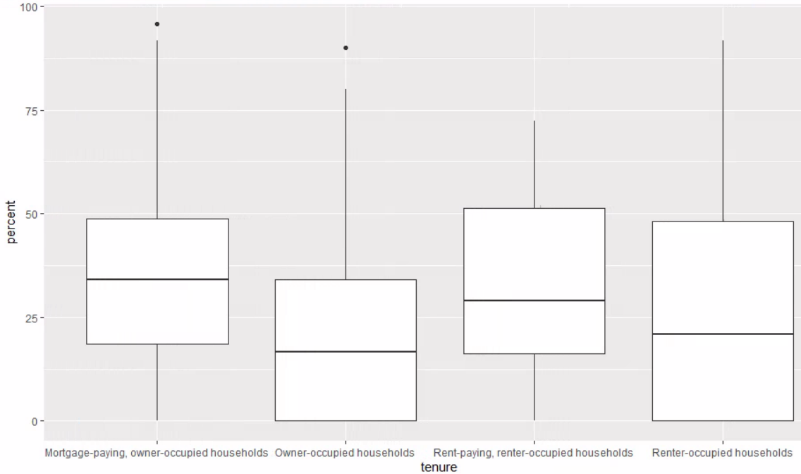 100
75
percent
50
25
0
Mortgage-paying, owner-occupied households Owner-occupied households Rent-paying, renter-occupied households Renter-occupied households
tenure